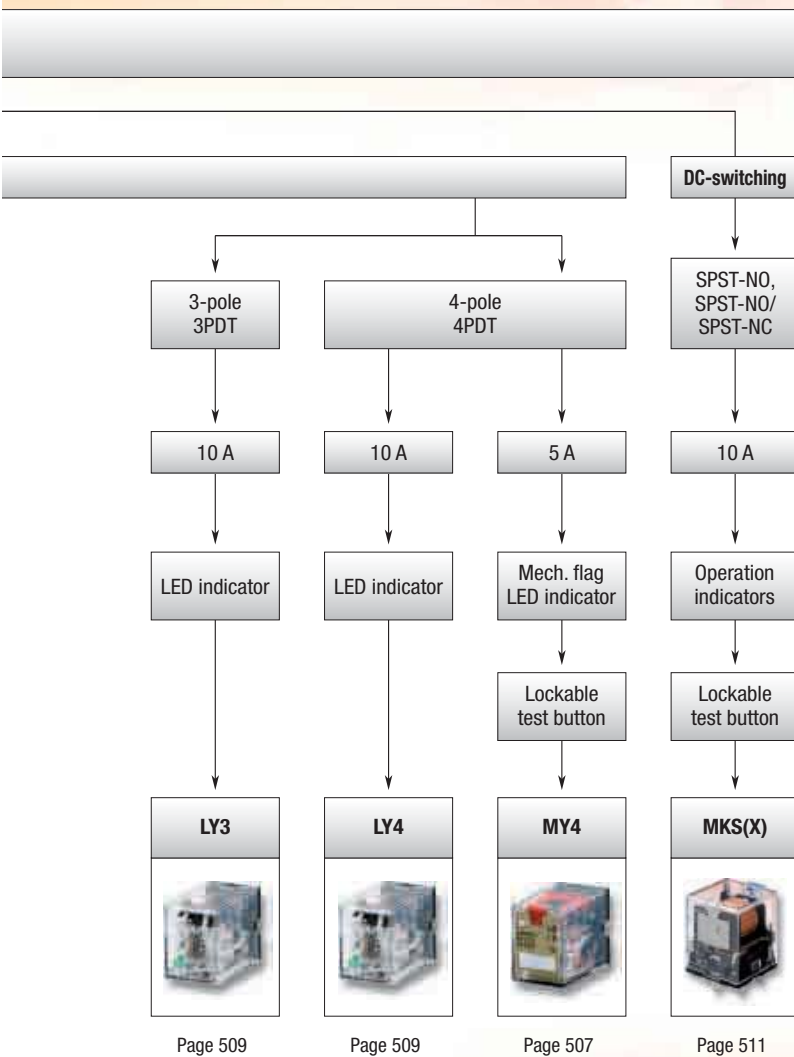 DC-switching
3-pole
3PDT
4-pole
4PDT
SPST-NO,
SPST-NO/
SPST-NC
10 A
10 A
5 A
10 A
LED indicator
LED indicator
Mech. flag
LED indicator
Operation
indicators
Lockable
test button
Lockable
test button
LY3
LY4
MY4
MKS(X)
Page 509
Page 509
Page 507
Page 511